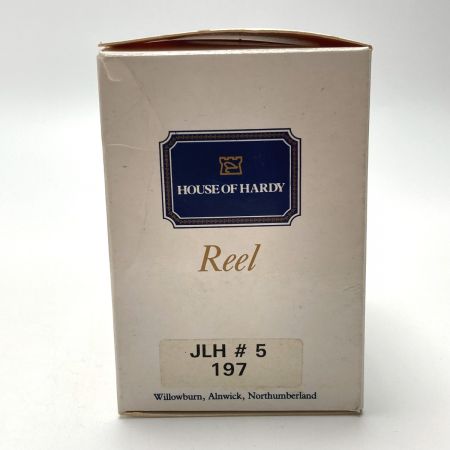 HOUSE OF HARDY
Reel
JLH # 5
197
Willowburn, Alnwick, Northumberland